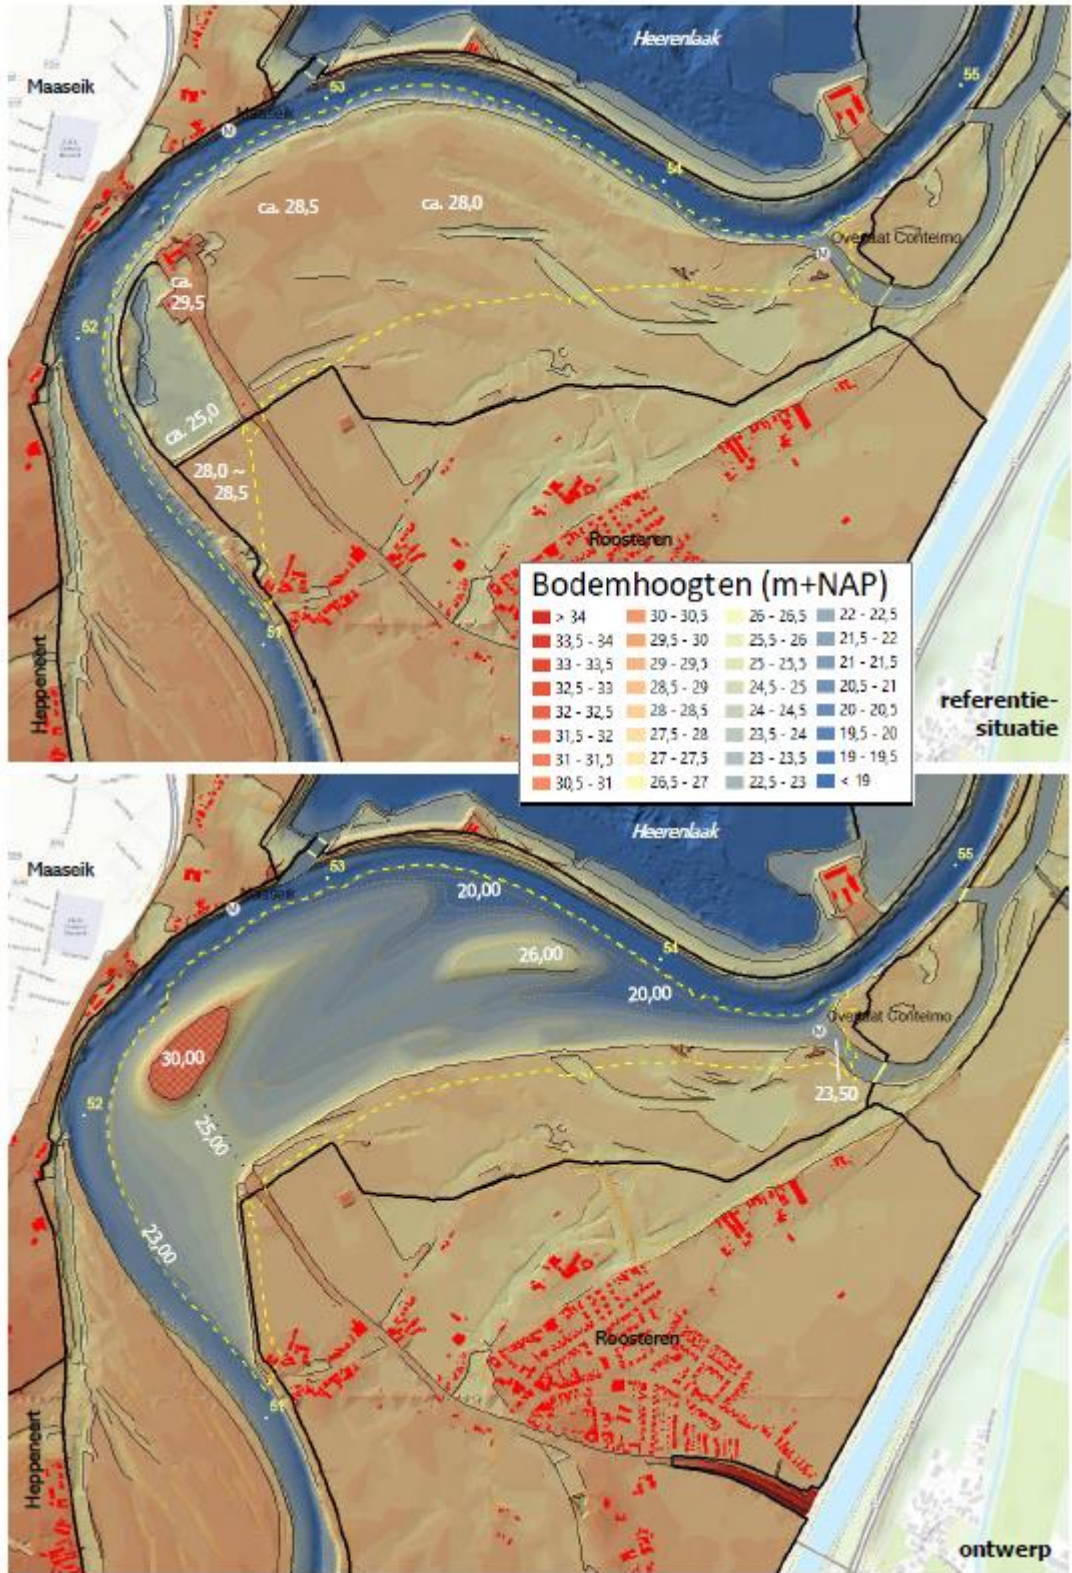 Heerenlaak
Maaseik
53
55
Maaseik
M
54
ca. 28,5
ca. 28,0
Overlaat Contelmo
M
ca.
29,5
52
ca. 25,0
28,0 ~
28,5
Roosteren
51
Heppeneert
Bodemhoogten (m+NAP)
> 34
30 - 30,5
26 - 26,5
22 - 22,5
33,5 - 34
29,5 - 30
25,5 - 26
21,5 - 22
33 - 33,5
29 - 29,5
25 - 25,5
21 - 21,5
32,5 - 33
28,5 - 29
24,5 - 25
20,5 - 21
32 - 32,5
28 - 28,5
24 - 24,5
20 - 20,5
31,5 - 32
27,5 - 28
23,5 - 24
19,5 - 20
31 - 31,5
27 - 27,5
23 - 23,5
19 - 19,5
30,5 - 31
26,5 - 27
22,5 - 23
< 19
referentie-
situatie
Heerenlaak
Maaseik
53
55
20,00
Maaseik
M
54
26,00
20,00
Overlaat Contelmo
M
30,00
23,50
52
25,00
23,00
Roosteren
51
Heppeneert
ontwerp